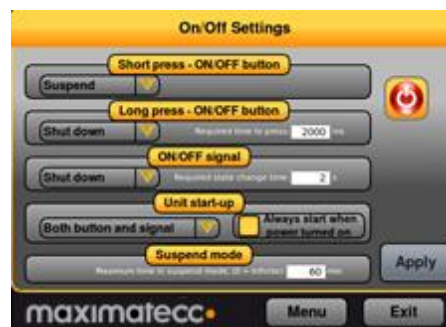 On/Off Settings
Short press - ON/OFF button
Suspend
Long press - ON/OFF button
Shut down
Required time to press: 2000 ms
ON/OFF signal
Shut down
Required state change time 2 s
Unit start-up
Both button and signal
Always start when
power turned on
Suspend mode
Maximum time in suspend mode, (0 = infinite) 60 min
Apply
maximatecc
Menu
Exit